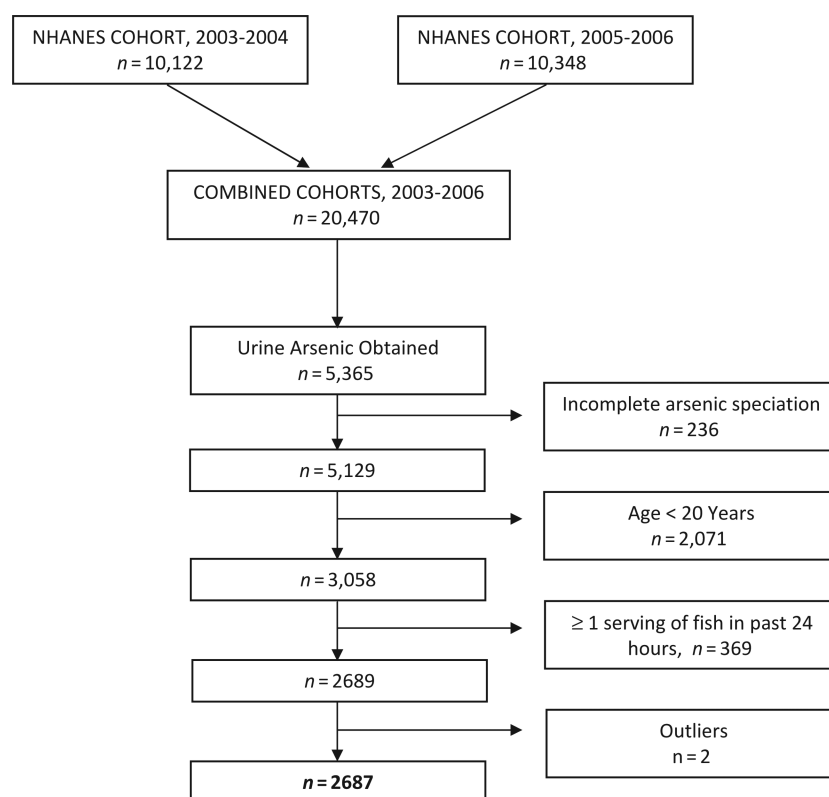 NHANES COHORT, 2003-2004
n = 10,122
NHANES COHORT, 2005-2006
n = 10,348
COMBINED COHORTS, 2003-2006
n = 20,470
Urine Arsenic Obtained
n = 5,365
Incomplete arsenic speciation
n = 236
n = 5,129
Age < 20 Years
n = 2,071
n = 3,058
≥ 1 serving of fish in past 24
hours, n = 369
n = 2689
Outliers
n = 2
n = 2687